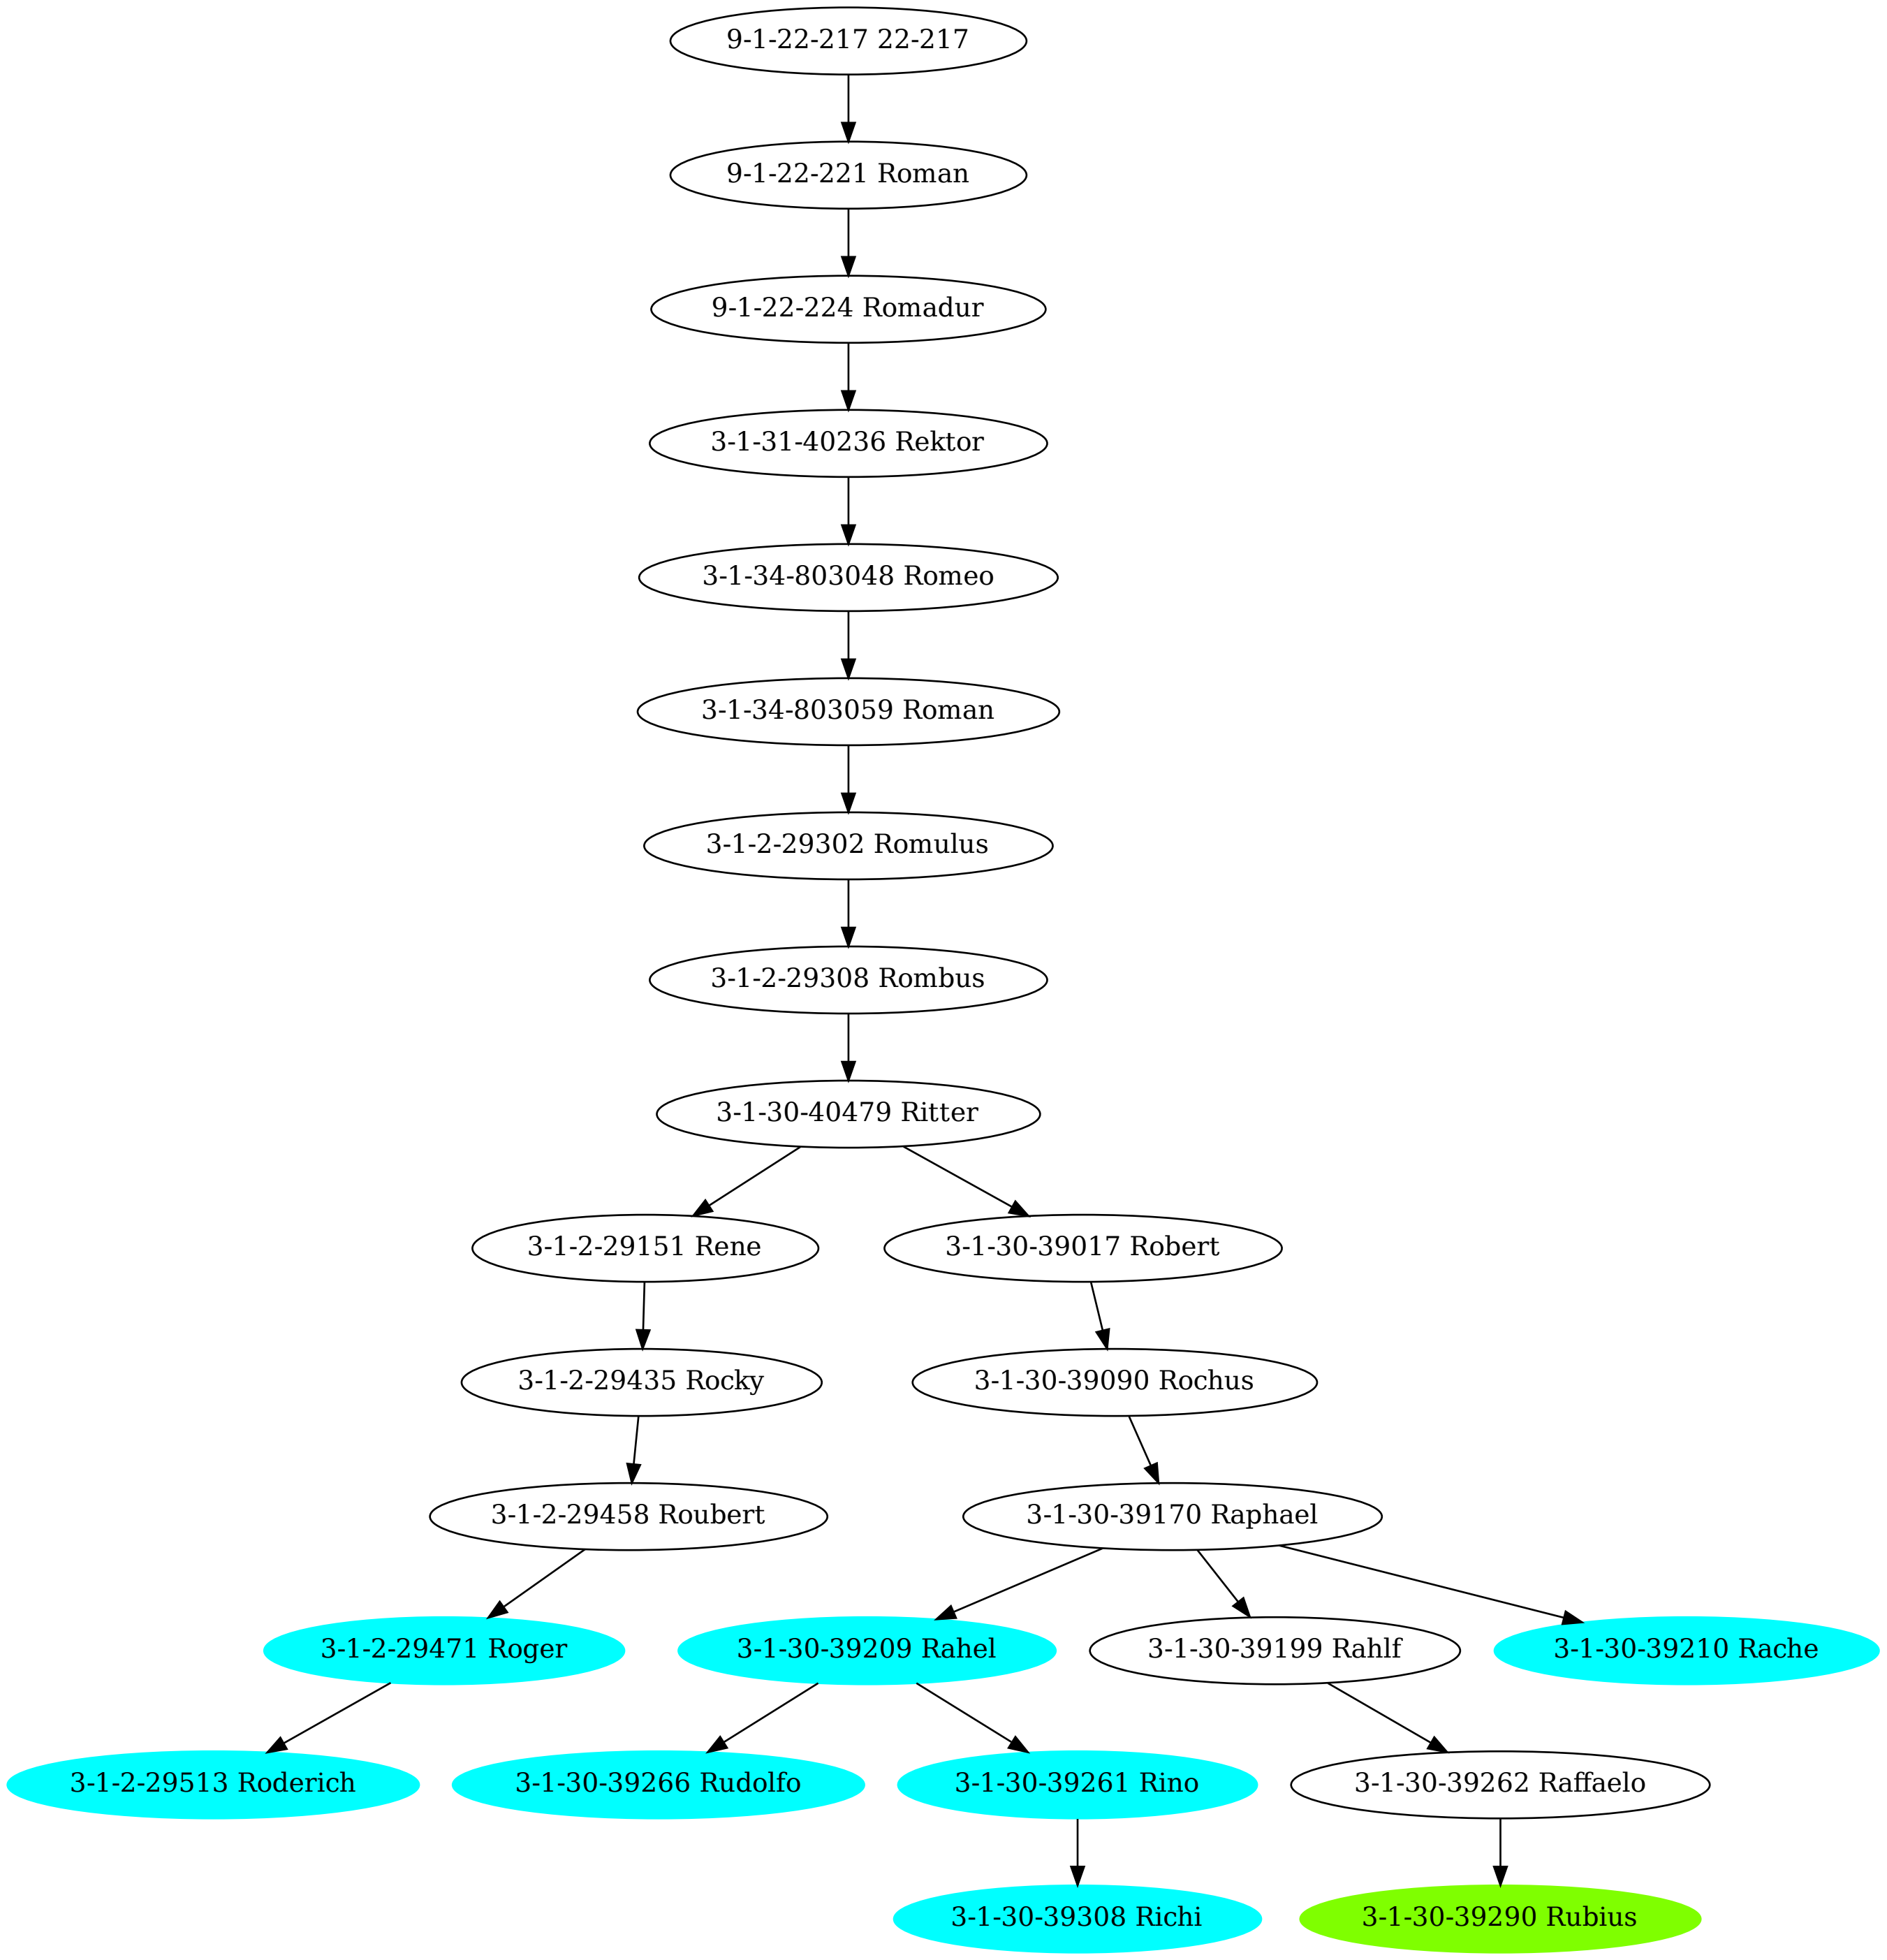 9-1-22-217 22-217
9-1-22-221 Roman
9-1-22-224 Romadur
3-1-31-40236 Rektor
3-1-34-803048 Romeo
3-1-34-803059 Roman
3-1-2-29302 Romulus
3-1-2-29308 Rombus
3-1-30-40479 Ritter
3-1-2-29151 Rene
3-1-30-39017 Robert
3-1-2-29435 Rocky
3-1-30-39090 Rochus
3-1-2-29458 Roubert
3-1-30-39170 Raphael
3-1-2-29471 Roger
3-1-30-39209 Rahel
3-1-30-39199 Rahlf
3-1-30-39210 Rache
3-1-2-29513 Roderich
3-1-30-39266 Rudolfo
3-1-30-39261 Rino
3-1-30-39262 Raffaelo
3-1-30-39308 Richi
3-1-30-39290 Rubius